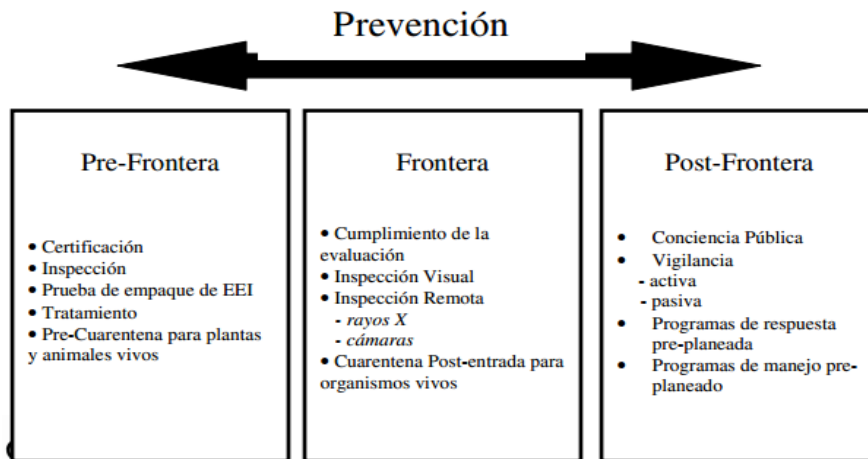 Prevención
Pre-Frontera
• Certificación
• Inspección
• Prueba de empaque de EEI
• Tratamiento
• Pre-Cuarentena para plantas
y animales vivos
Frontera
• Cumplimiento de la
evaluación
• Inspección Visual
• Inspección Remota
- rayos X
- cámaras
• Cuarentena Post-entrada para
organismos vivos
Post-Frontera
• Conciencia Pública
• Vigilancia
- activa
- pasiva
• Programas de respuesta
pre-planeada
• Programas de manejo pre-
planeado